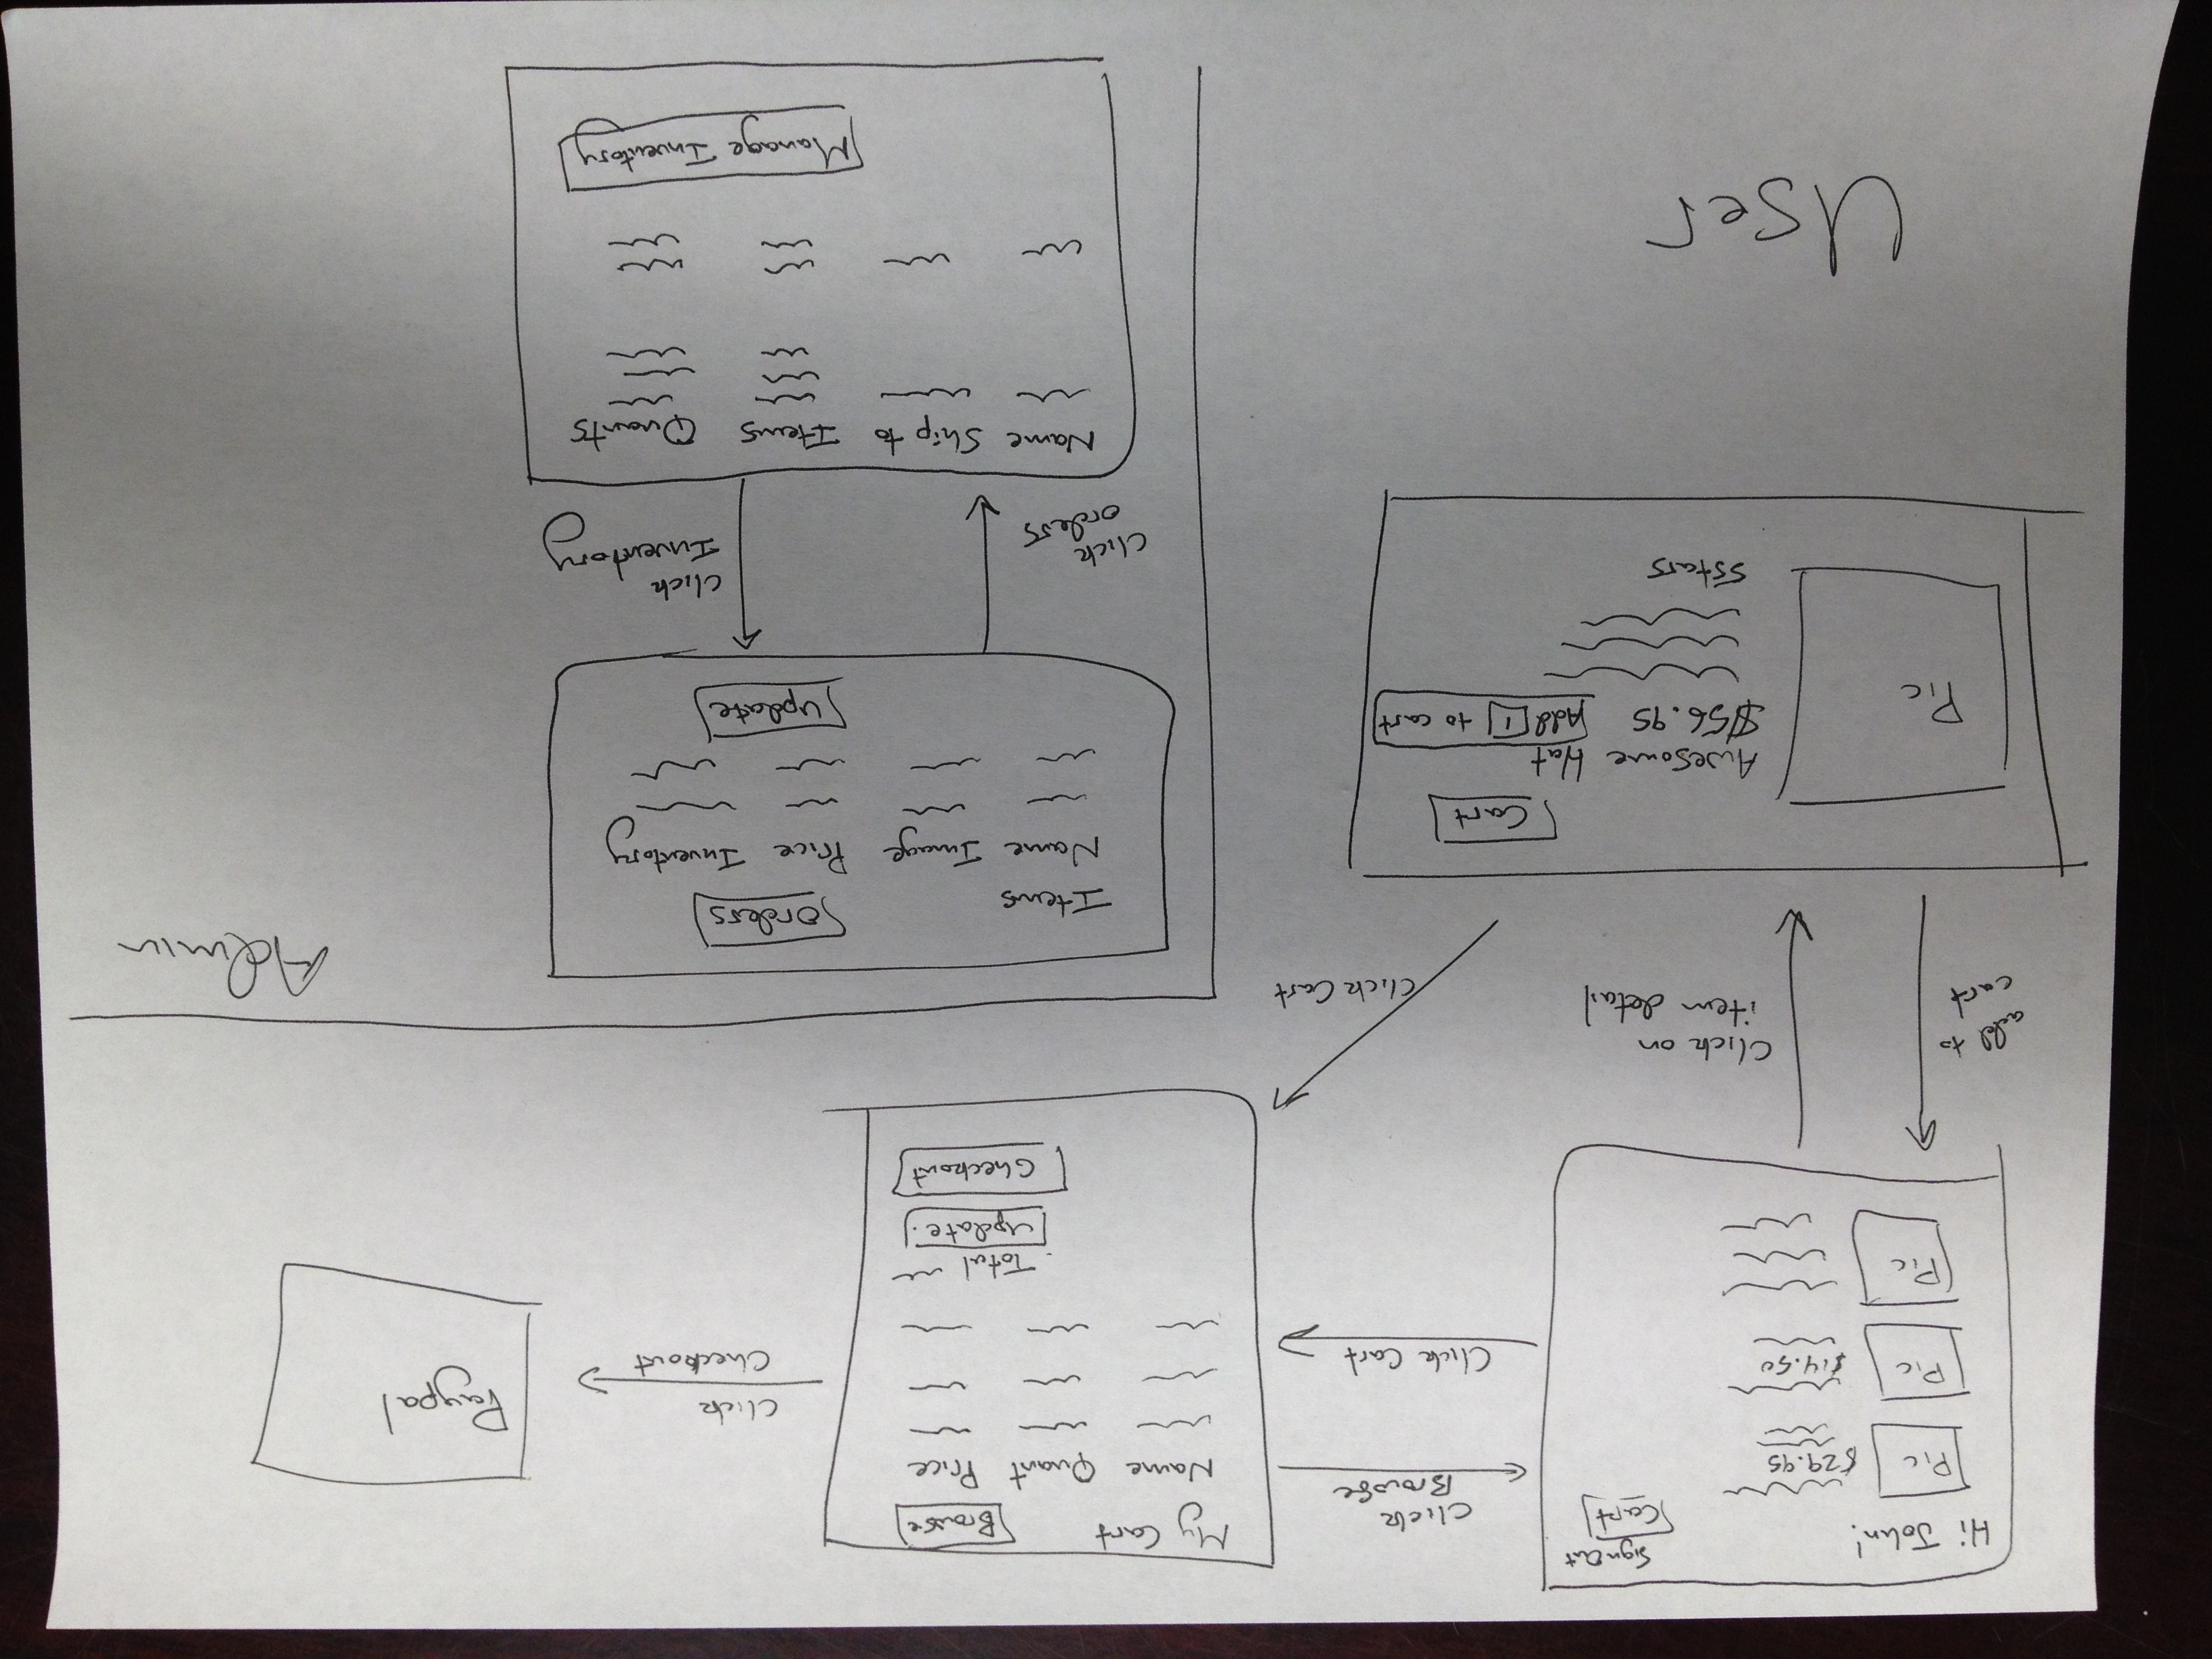 Hi John!
Sign Out
Cart
Pic
$29.95
Pic
$14.50
Pic
Click
Browse
Click Cart
My Cart
Browse
Name Quant Price
Total
Update
Checkout
Click
Checkout
Paypal
Click on
item detail
add to
cart
Click Cart
Cart
Pic
Awesome Hat
$56.95
Add 1 to cart
5 stars
User
Admin
Items
Orders
Name Image Price Inventory
Update
Click
orders
Click
Inventory
Name Ship to Items Quants
Manage Inventory